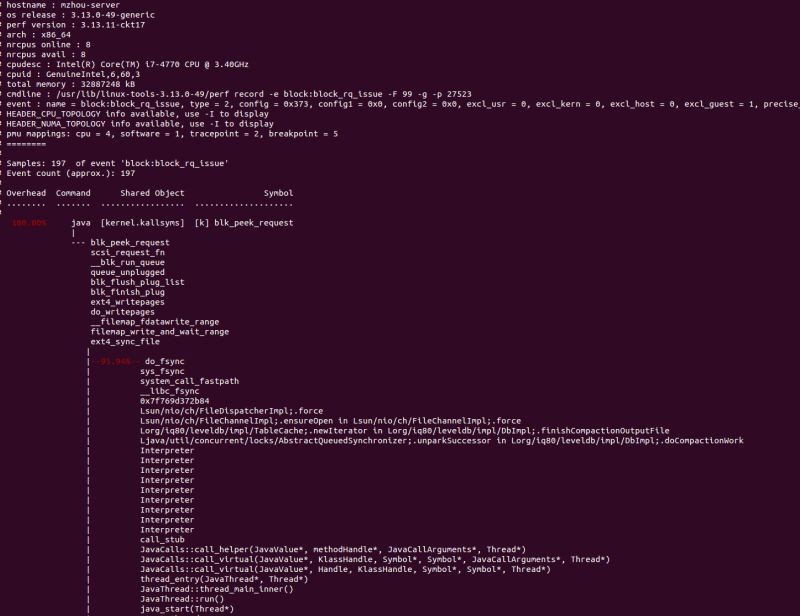 # hostname : mzhou-server
# os release : 3.13.0-49-generic
# perf version : 3.13.11-ckt17
# arch : x86_64
# nrcpus online : 8
# nrcpus avail : 8
# cpudesc : Intel(R) Core(TM) i7-4770 CPU @ 3.40GHz
# cpuid : GenuineIntel,6,60,3
# total memory : 32887248 kB
# cmdline : /usr/lib/linux-tools-3.13.0-49/perf record -e block:block_rq_issue -F 99 -g -p 27523
# event : name = block:block_rq_issue, type = 2, config = 0x373, config1 = 0x0, config2 = 0x0, excl_usr = 0, excl_kern = 0, excl_host = 0, excl_guest = 1, precise_
# HEADER_CPU_TOPOLOGY info available, use -I to display
# HEADER_NUMA_TOPOLOGY info available, use -I to display
# pmu mappings: cpu = 4, software = 1, tracepoint = 2, breakpoint = 5
# ========
#
# Samples: 197  of event 'block:block_rq_issue'
# Event count (approx.): 197
#
# Overhead  Command      Shared Object                Symbol
# ........  .......  .................  ....................
#
100.00%     java  [kernel.kallsyms]  [k] blk_peek_request
|
--- blk_peek_request
scsi_request_fn
__blk_run_queue
queue_unplugged
blk_flush_plug_list
blk_finish_plug
ext4_writepages
do_writepages
__filemap_fdatawrite_range
filemap_write_and_wait_range
ext4_sync_file
|
|--91.94%-- do_fsync
|          sys_fsync
|          system_call_fastpath
|          __libc_fsync
|          0x7f769d372b84
|          Lsun/nio/ch/FileDispatcherImpl;.force
|          Lsun/nio/ch/FileChannelImpl;.ensureOpen in Lsun/nio/ch/FileChannelImpl;.force
|          Lorg/iq80/leveldb/impl/TableCache;.newIterator in Lorg/iq80/leveldb/impl/DbImpl;.finishCompactionOutputFile
|          Ljava/util/concurrent/locks/AbstractQueuedSynchronizer;.unparkSuccessor in Lorg/iq80/leveldb/impl/DbImpl;.doCompactionWork
|          Interpreter
|          Interpreter
|          Interpreter
|          Interpreter
|          Interpreter
|          Interpreter
|          Interpreter
|          Interpreter
|          Interpreter
|          call_stub
|          JavaCalls::call_helper(JavaValue*, methodHandle*, JavaCallArguments*, Thread*)
|          JavaCalls::call_virtual(JavaValue*, KlassHandle, Symbol*, Symbol*, JavaCallArguments*, Thread*)
|          JavaCalls::call_virtual(JavaValue*, Handle, KlassHandle, Symbol*, Symbol*, Thread*)
|          thread_entry(JavaThread*, Thread*)
|          JavaThread::thread_main_inner()
|          JavaThread::run()
|          java_start(Thread*)